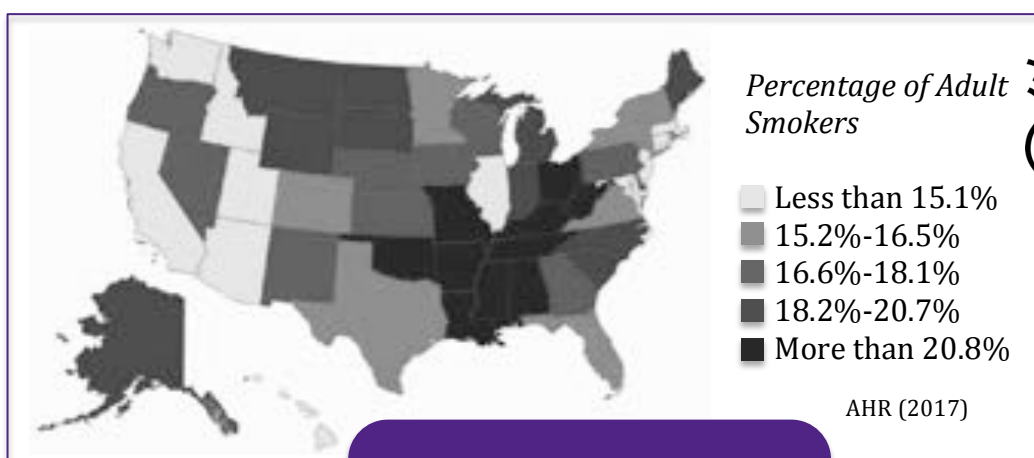 Percentage of Adult
Smokers
Less than 15.1%
15.2%-16.5%
16.6%-18.1%
18.2%-20.7%
More than 20.8%
AHR (2017)